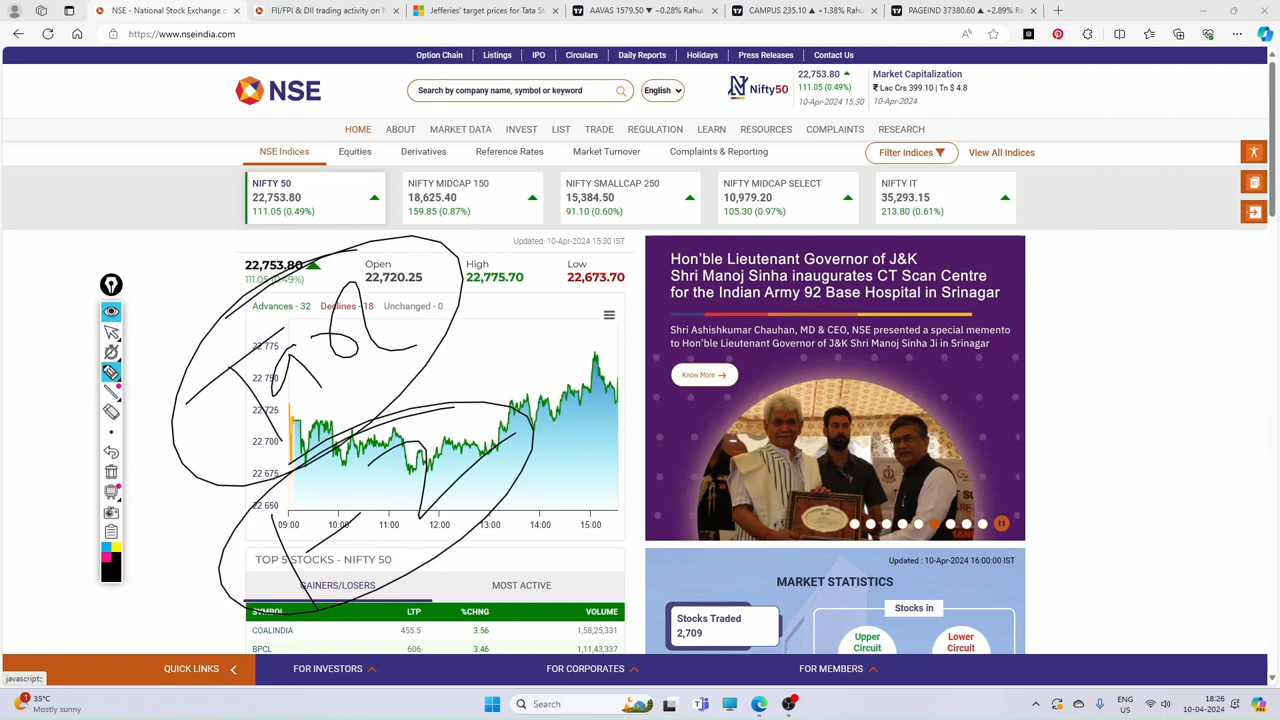 NSE - National Stock Exchange o
FII/FPI & DII trading activity on N
Jefferies' target prices for Tata St
AAVAS 1579.50 ▼ −0.28% Rahul
CAMPUS 235.10 ▲ +1.38% Rahul
PAGEIND 37380.60 ▲ +2.89% Ra
https://www.nseindia.com
Option Chain
Listings
IPO
Circulars
Daily Reports
Holidays
Press Releases
Contact Us
NSE
Search by company name, symbol or keyword
English
Nifty50
22,753.80
111.05 (0.49%)
10-Apr-2024 15:30
Market Capitalization
₹ Lac Crs 399.10 | Tn $ 4.8
10-Apr-2024
HOME ABOUT MARKET DATA INVEST LIST TRADE REGULATION LEARN RESOURCES COMPLAINTS RESEARCH
NSE Indices Equities Derivatives Reference Rates Market Turnover Complaints & Reporting
Filter Indices
View All Indices
NIFTY 50
22,753.80
111.05 (0.49%)
NIFTY MIDCAP 150
18,625.40
159.85 (0.87%)
NIFTY SMALLCAP 250
15,384.50
91.10 (0.60%)
NIFTY MIDCAP SELECT
10,979.20
105.30 (0.97%)
NIFTY IT
35,293.15
213.80 (0.61%)
Updated: 10-Apr-2024 15:30 IST
22,753.80
111.05 (0.49%)
Open
22,720.25
High
22,775.70
Low
22,673.70
Advances - 32
Declines - 18
Unchanged - 0
22 775
22 750
22 725
22 700
22 675
22 650
09:00 10:00 11:00 12:00 13:00 14:00 15:00
TOP 5 STOCKS - NIFTY 50
GAINERS/LOSERS
MOST ACTIVE
SYMBOL LTP %CHNG VOLUME
COALINDIA 455.5 3.56 1,58,25,331
BPCL 606 3.46 1,11,43,337
Hon'ble Lieutenant Governor of J&K
Shri Manoj Sinha inaugurates CT Scan Centre
for the Indian Army 92 Base Hospital in Srinagar
Shri Ashishkumar Chauhan, MD & CEO, NSE presented a special memento
to Hon'ble Lieutenant Governor of J&K Shri Manoj Sinha Ji in Srinagar
Know More →
Updated : 10-Apr-2024 16:00:00 IST
MARKET STATISTICS
Stocks Traded
2,709
Stocks in
Upper
Circuit
Lower
Circuit
QUICK LINKS
FOR INVESTORS
FOR CORPORATES
FOR MEMBERS
javascript:;
1
35°C
Mostly sunny
Search
ENG
US
18:26
10-04-2024